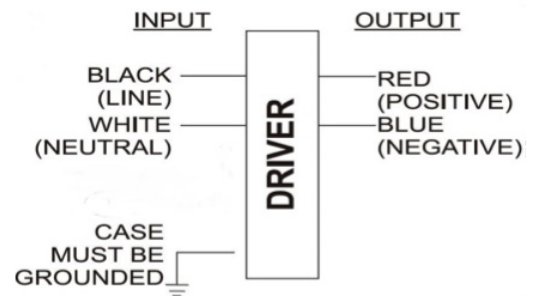 INPUT
OUTPUT
BLACK
(LINE)
WHITE
(NEUTRAL)
DRIVER
RED
(POSITIVE)
BLUE
(NEGATIVE)
CASE
MUST BE
GROUNDED